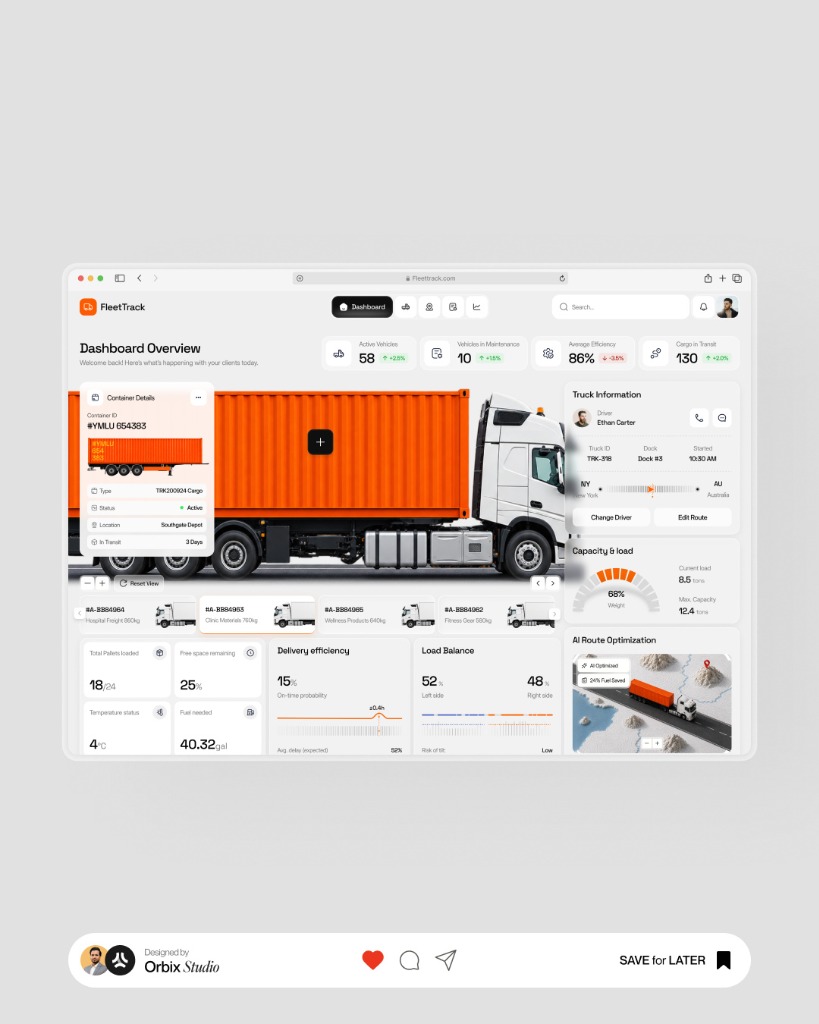 Fleettrack.com
FleetTrack
Dashboard
Search...
Dashboard Overview
Welcome back! Here's what's happening with your clients today.
Active Vehicles
58 +2.5%
Vehicles in Maintenance
10 +1.8%
Average Efficiency
86% -3.5%
Cargo in Transit
130 +2.0%
Container Details
Container ID
#YMLU 654383
#YMLU
654
383
Type TRK200924 Cargo
Status Active
Location Southgate Depot
In Transit 3 Days
Reset View
Truck Information
Driver
Ethan Carter
Truck ID Dock Started
TRK-318 Dock #3 10:30 AM
NY AU
New York Australia
Change Driver Edit Route
Capacity & load
68%
Weight
Current load
8.5 tons
Max. Capacity
12.4 tons
#A-BB84964
Hospital Freight 860kg
#A-BB84963
Clinic Materials 760kg
#A-BB84965
Wellness Products 640kg
#A-BB84962
Fitness Gear 580kg
Total Pallets loaded
18/24
Free space remaining
25%
Temperature status
4°C
Fuel needed
40.32gal
Delivery efficiency
15%
On-time probability
±0.4h
Avg. delay (expected) 52%
Load Balance
52 % 48 %
Left side Right side
Risk of tilt Low
AI Route Optimization
AI Optimized
24% Fuel Saved
Designed by
Orbix Studio
SAVE for LATER